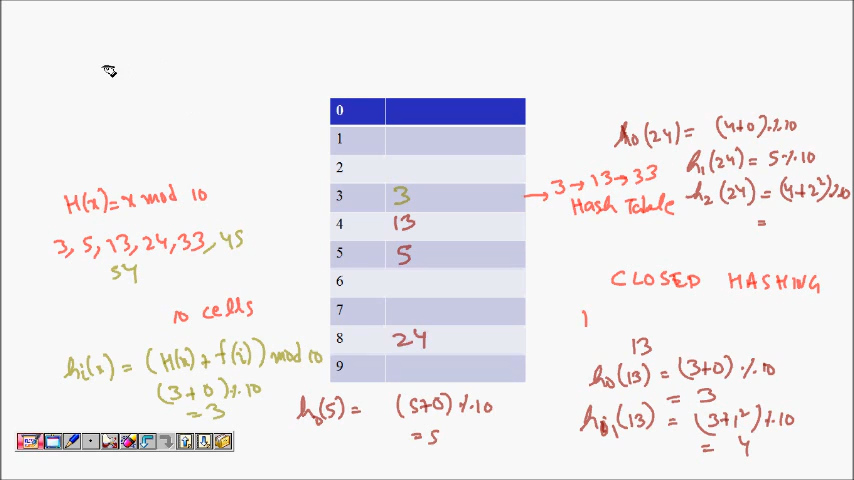 H(x) = x mod 10
3, 5, 13, 24, 33, 45
54
10 cells
hi(x) = (H(x) + f(i)) mod 10
(3+0) % 10
= 3
0
1
2
3 3
4 13
5 5
6
7
8 24
9
h0(5) = (5+0) % 10
= 5
→ 3 → 13 → 33
Hash Table
h0(24) = (4+0) % 10
h1(24) = 5 % 10
h2(24) = (4+2²) % 10
=
CLOSED HASHING
13
h0(13) = (3+0) % 10
= 3
h1(13) = (3+1²) % 10
= 4